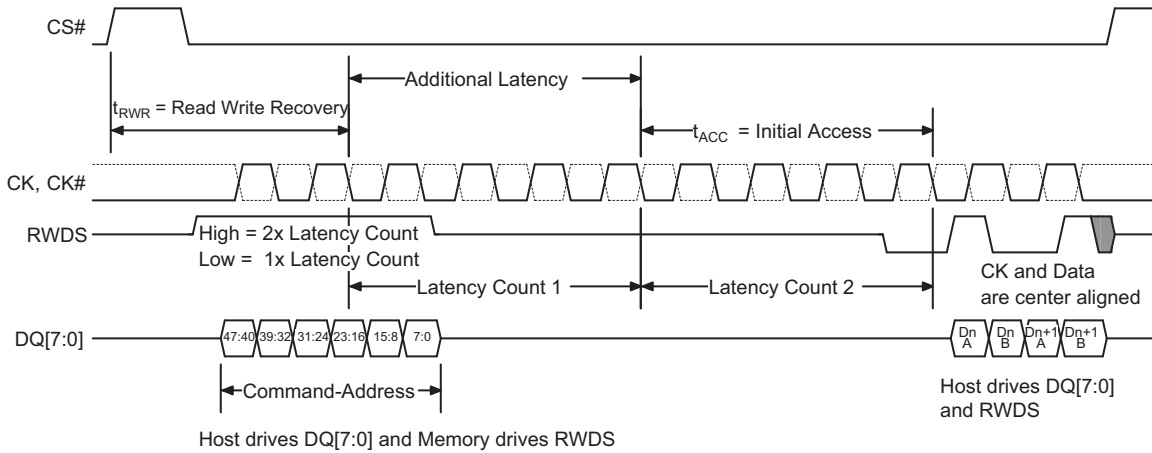 CS#
Additional Latency
tRWR = Read Write Recovery
tACC = Initial Access
CK, CK#
RWDS
High = 2x Latency Count
Low = 1x Latency Count
CK and Data
are center aligned
Latency Count 1
Latency Count 2
DQ[7:0]
47:40 39:32 31:24 23:16 15:8 7:0
Dn
A
Dn
B
Dn+1
A
Dn+1
B
Command-Address
Host drives DQ[7:0]
and RWDS
Host drives DQ[7:0] and Memory drives RWDS